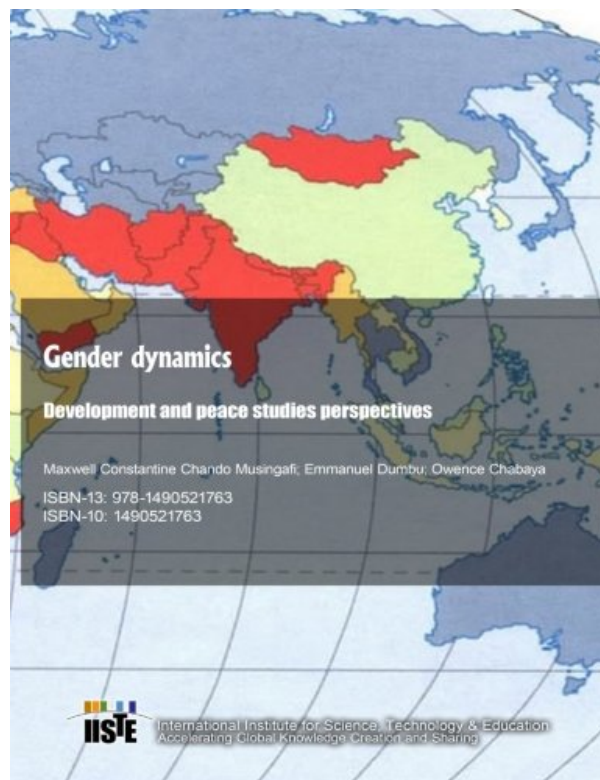 Gender dynamics
Development and peace studies perspectives
Maxwell Constantine Chando Musingafi; Emmanuel Dumbu; Owence Chabaya
ISBN-13: 978-1490521763
ISBN-10: 1490521763
IISTE
International Institute for Science, Technology & Education
Accelerating Global Knowledge Creation and Sharing